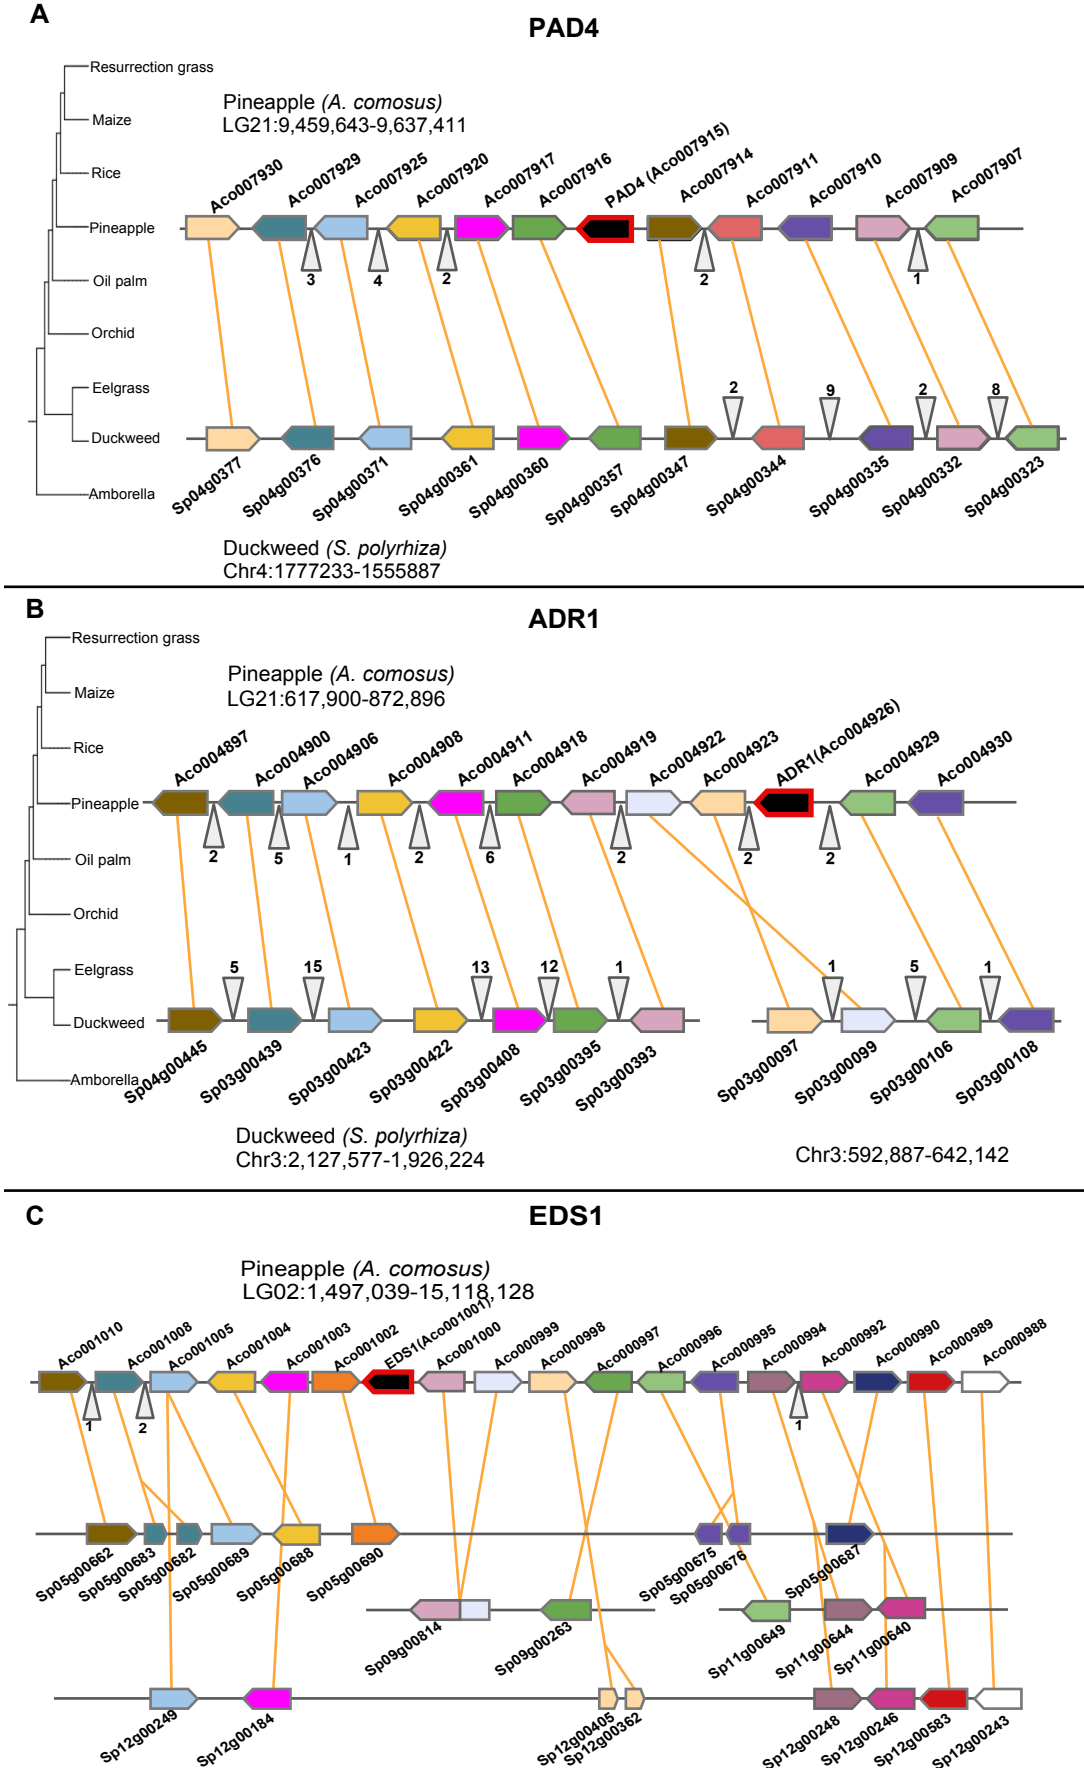 A
PAD4
Resurrection grass
Maize
Rice
Pineapple
Oil palm
Orchid
Eelgrass
Duckweed
Amborella
Pineapple (A. comosus)
LG21:9,459,643-9,637,411
Aco007930
Aco007929
Aco007925
Aco007920
Aco007917
Aco007916
PAD4 (Aco007915)
Aco007914
Aco007911
Aco007910
Aco007909
Aco007907
3
4
2
2
1
2
9
2
8
Sp04g00377
Sp04g00376
Sp04g00371
Sp04g00361
Sp04g00360
Sp04g00357
Sp04g00347
Sp04g00344
Sp04g00335
Sp04g00332
Sp04g00323
Duckweed (S. polyrhiza)
Chr4:1777233-1555887
B
ADR1
Resurrection grass
Maize
Rice
Pineapple
Oil palm
Orchid
Eelgrass
Duckweed
Amborella
Pineapple (A. comosus)
LG21:617,900-872,896
Aco004897
Aco004900
Aco004906
Aco004908
Aco004911
Aco004918
Aco004919
Aco004922
Aco004923
ADR1(Aco004926)
Aco004929
Aco004930
2
5
1
2
6
2
2
2
5
15
13
12
1
1
5
1
Sp04g00445
Sp03g00439
Sp03g00423
Sp03g00422
Sp03g00408
Sp03g00395
Sp03g00393
Sp03g00097
Sp03g00099
Sp03g00106
Sp03g00108
Duckweed (S. polyrhiza)
Chr3:2,127,577-1,926,224
Chr3:592,887-642,142
C
EDS1
Pineapple (A. comosus)
LG02:1,497,039-15,118,128
Aco001010
Aco001008
Aco001005
Aco001004
Aco001003
Aco001002
EDS1(Aco001001)
Aco001000
Aco000999
Aco000998
Aco000997
Aco000996
Aco000995
Aco000994
Aco000992
Aco000990
Aco000989
Aco000988
1
2
1
Sp05g00662
Sp05g00683
Sp05g00682
Sp05g00689
Sp05g00688
Sp05g00690
Sp05g00675
Sp05g00676
Sp05g00687
Sp09g00814
Sp09g00263
Sp11g00649
Sp11g00644
Sp11g00640
Sp12g00249
Sp12g00184
Sp12g00405
Sp12g00362
Sp12g00248
Sp12g00246
Sp12g00583
Sp12g00243